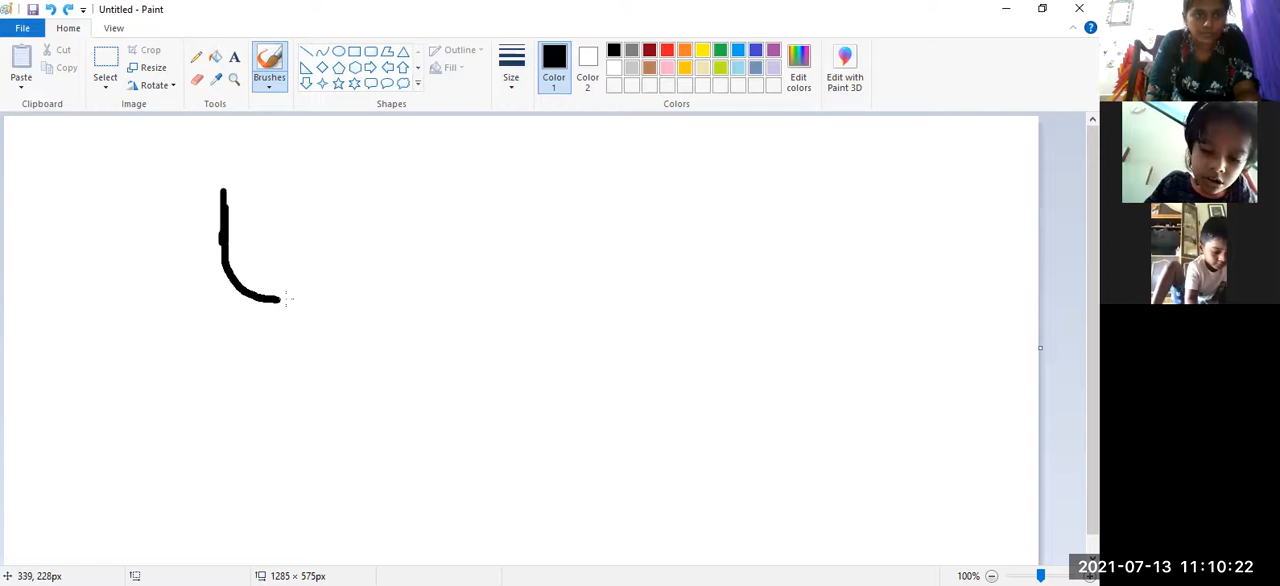 Untitled - Paint
File
Home
View
Paste
Cut
Copy
Clipboard
Select
Crop
Resize
Rotate
Image
A
Tools
Brushes
Shapes
Outline
Fill
Size
Color 1
Color 2
Edit colors
Colors
Edit with Paint 3D
339, 228px
1285 × 575px
100%
2021-07-13 11:10:22